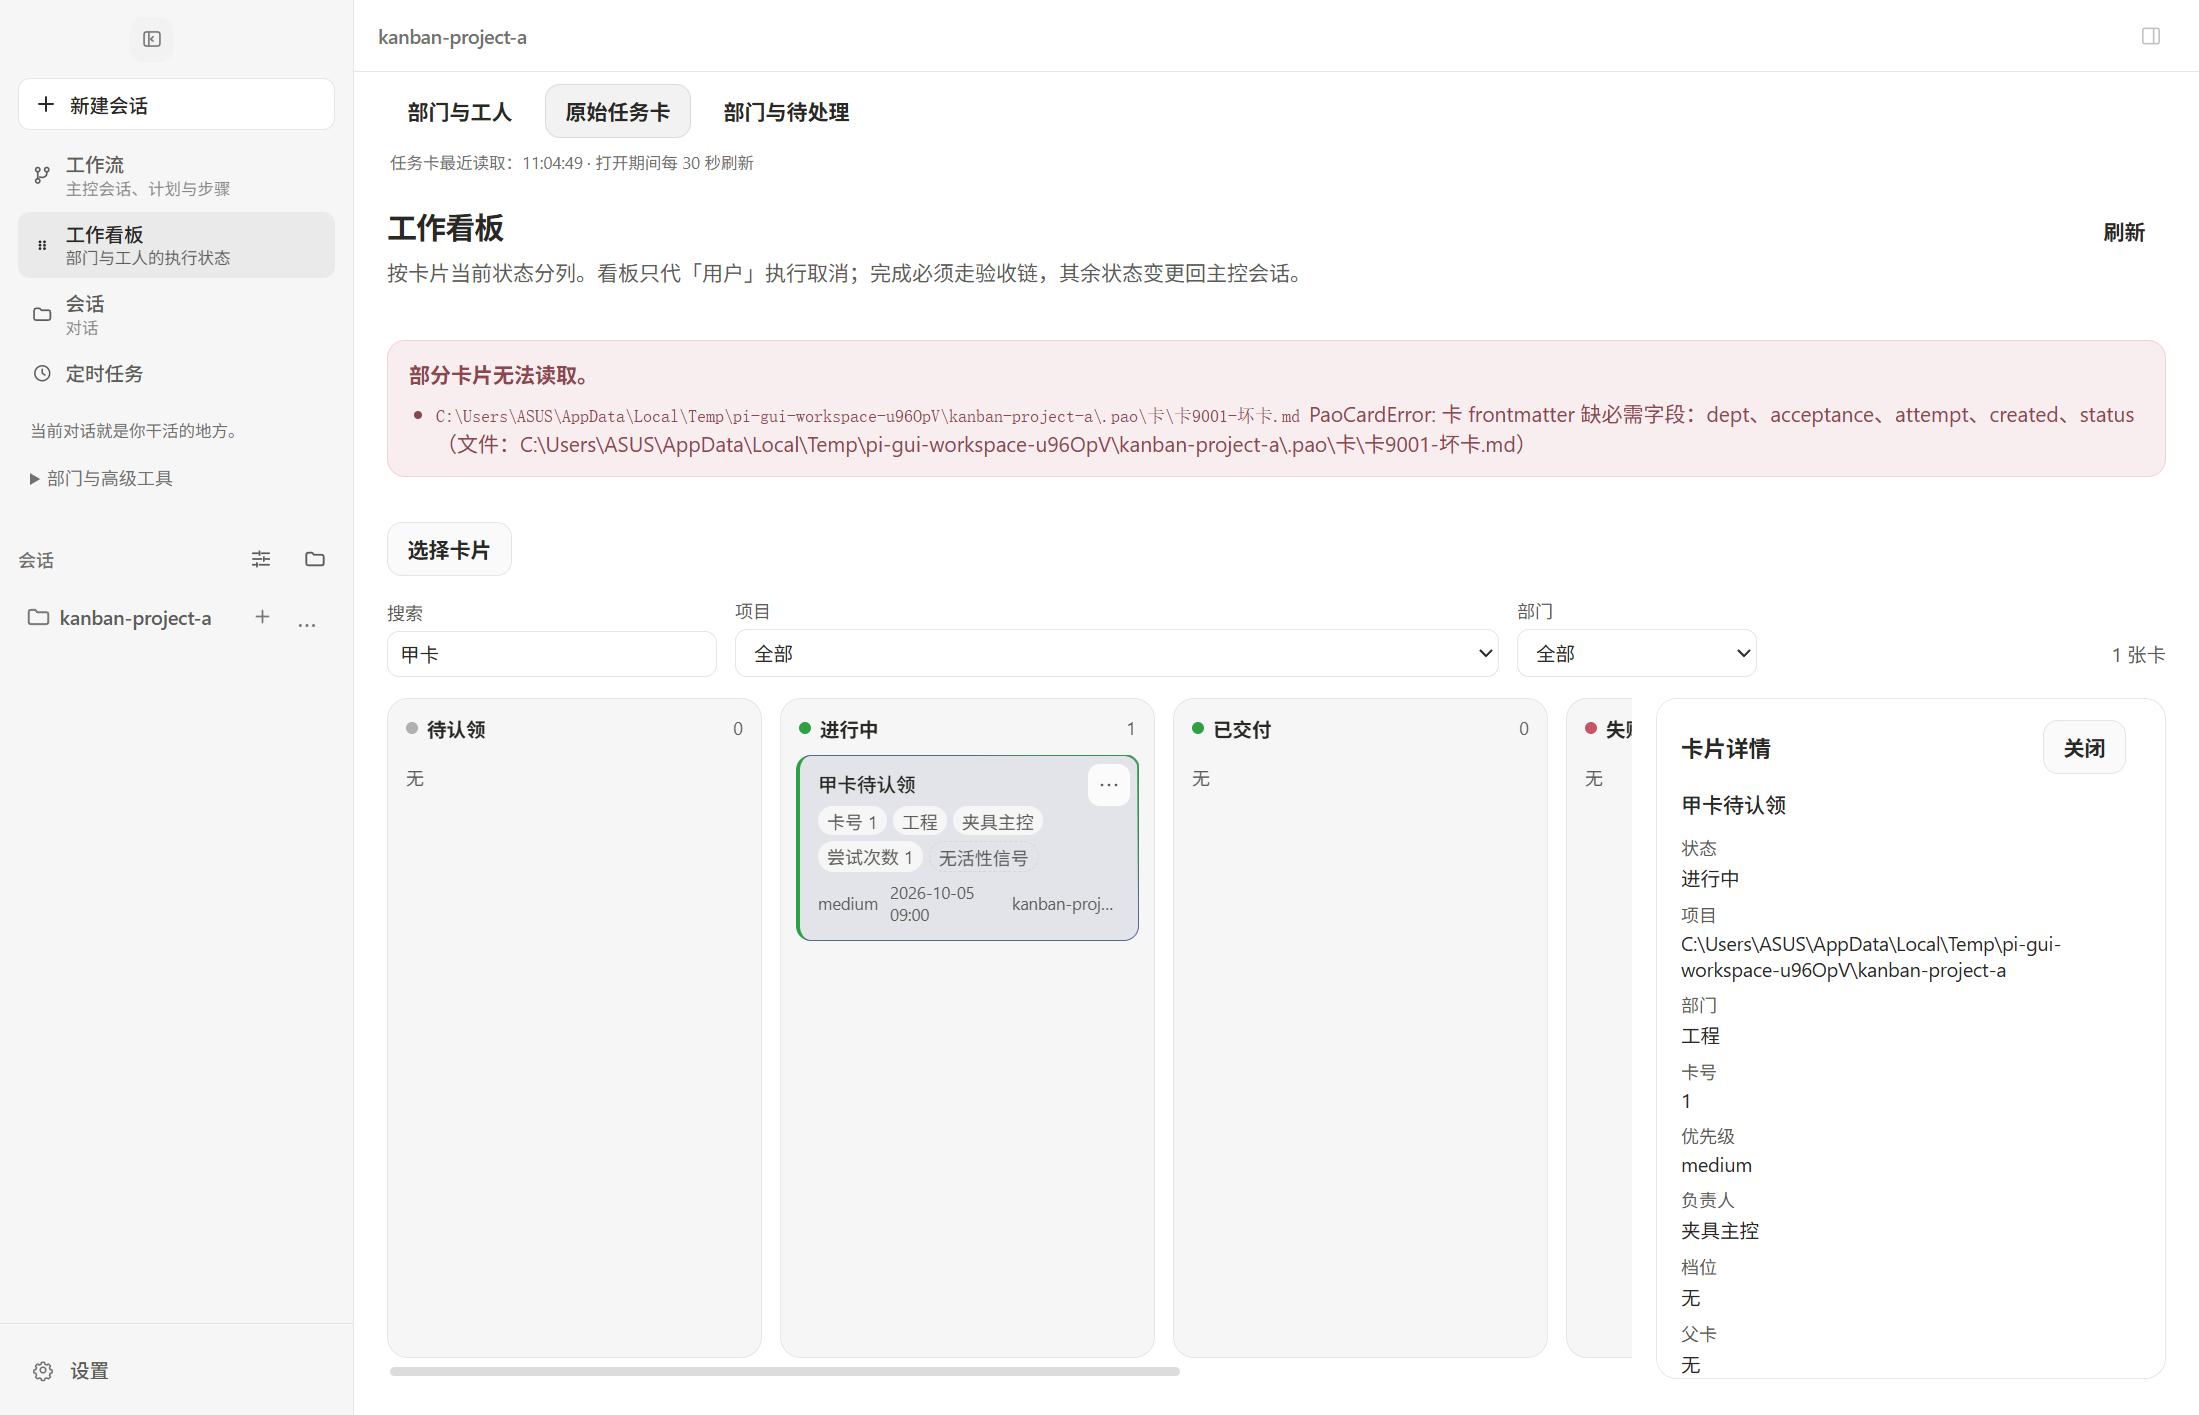 kanban-project-a
新建会话
工作流
主控会话、计划与步骤
工作看板
部门与工人的执行状态
会话
对话
定时任务
当前对话就是你干活的地方。
部门与高级工具
会话
kanban-project-a
...
设置
部门与工人
原始任务卡
部门与待处理
任务卡最近读取：11:04:49 · 打开期间每 30 秒刷新
工作看板
刷新
按卡片当前状态分列。看板只代「用户」执行取消；完成必须走验收链，其余状态变更回主控会话。
部分卡片无法读取。
C:\Users\ASUS\AppData\Local\Temp\pi-gui-workspace-u96OpV\kanban-project-a\.pao\卡\卡9001-坏卡.md PaoCardError: 卡 frontmatter 缺必需字段：dept、acceptance、attempt、created、status
（文件：C:\Users\ASUS\AppData\Local\Temp\pi-gui-workspace-u96OpV\kanban-project-a\.pao\卡\卡9001-坏卡.md）
选择卡片
搜索
甲卡
项目
全部
部门
全部
1 张卡
待认领 0
无
进行中 1
甲卡待认领
...
卡号 1 工程 夹具主控
尝试次数 1 无活性信号
medium 2026-10-05 09:00 kanban-proj...
已交付 0
无
失
无
卡片详情
关闭
甲卡待认领
状态
进行中
项目
C:\Users\ASUS\AppData\Local\Temp\pi-gui-
workspace-u96OpV\kanban-project-a
部门
工程
卡号
1
优先级
medium
负责人
夹具主控
档位
无
父卡
无